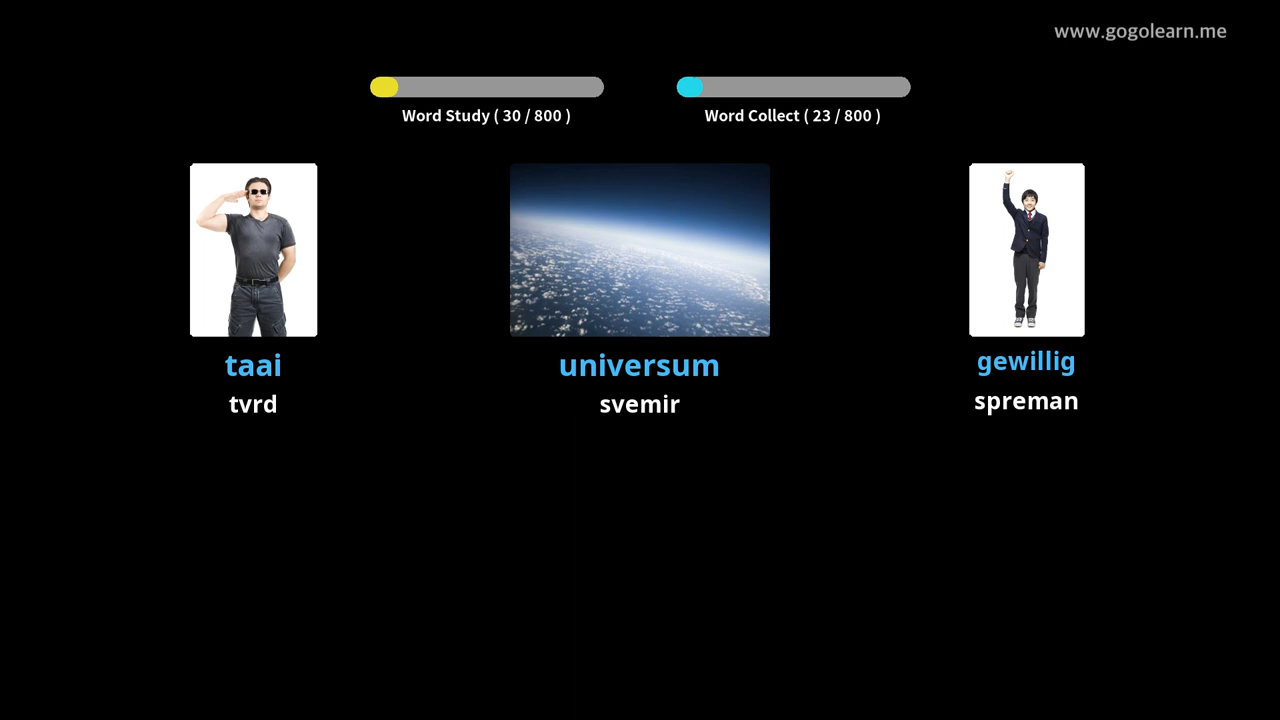 www.gogolearn.me
Word Study ( 30 / 800 )
Word Collect ( 23 / 800 )
taai
universum
gewillig
tvrd
svemir
spreman